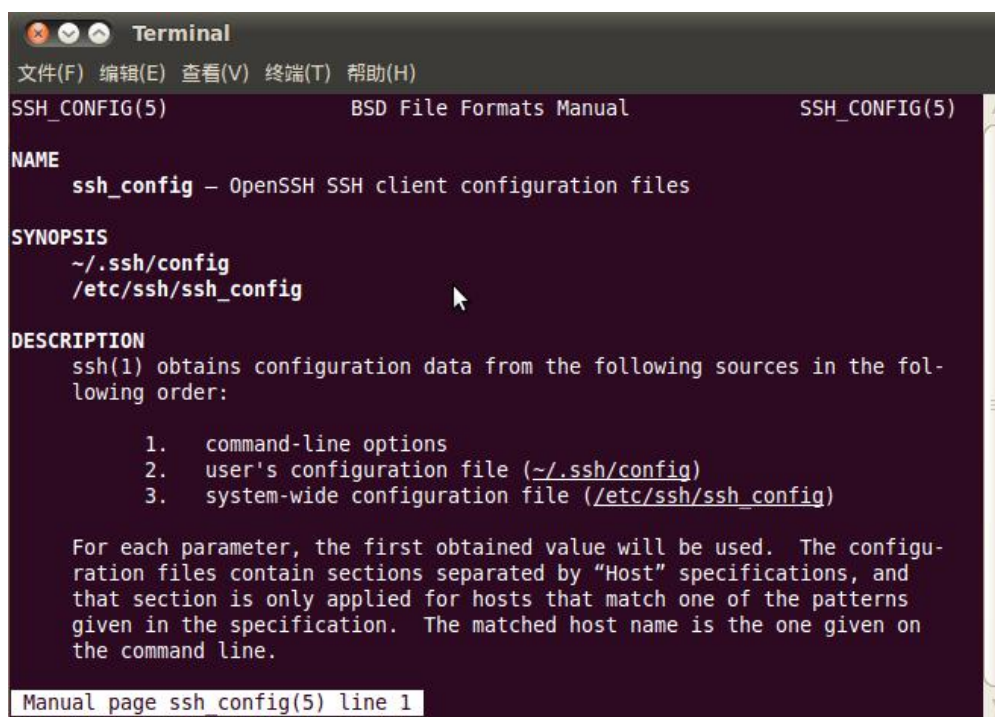 Terminal
文件(F) 编辑(E) 查看(V) 终端(T) 帮助(H)
SSH_CONFIG(5) BSD File Formats Manual SSH_CONFIG(5)
NAME
ssh_config — OpenSSH SSH client configuration files
SYNOPSIS
~/.ssh/config
/etc/ssh/ssh_config
DESCRIPTION
ssh(1) obtains configuration data from the following sources in the fol-
lowing order:
1. command-line options
2. user's configuration file (~/.ssh/config)
3. system-wide configuration file (/etc/ssh/ssh_config)
For each parameter, the first obtained value will be used. The configu-
ration files contain sections separated by “Host” specifications, and
that section is only applied for hosts that match one of the patterns
given in the specification. The matched host name is the one given on
the command line.
Manual page ssh_config(5) line 1